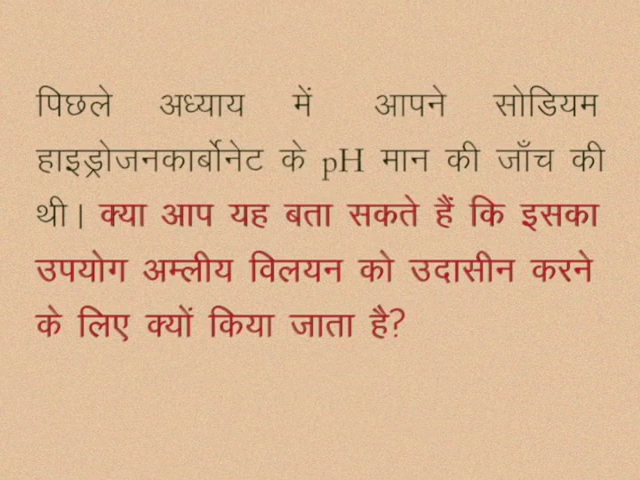 पिछले अध्याय में आपने सोडियम
हाइड्रोजनकार्बोनेट के pH मान की जाँच की
थी। क्या आप यह बता सकते हैं कि इसका
उपयोग अम्लीय विलयन को उदासीन करने
के लिए क्यों किया जाता है?